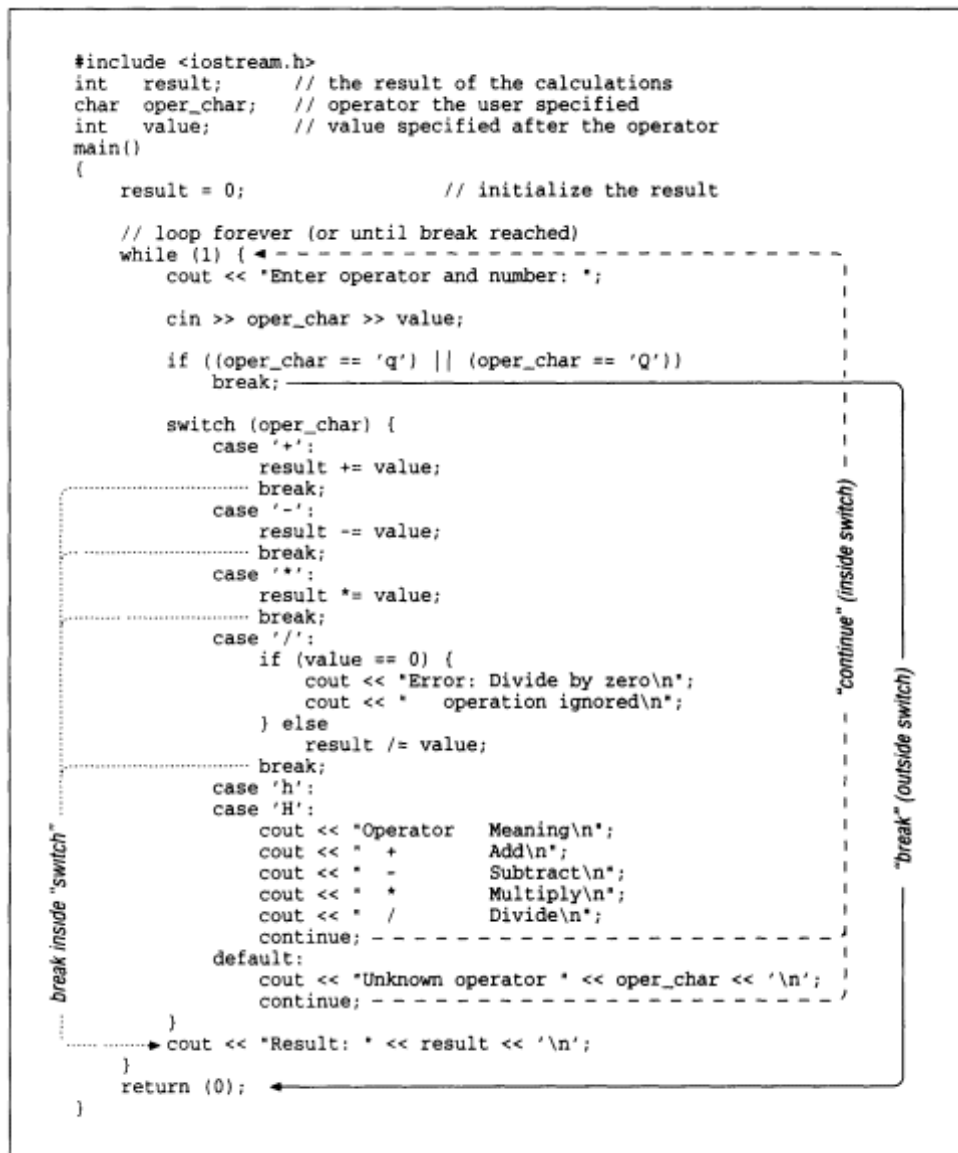 #include <iostream.h>
int   result;      // the result of the calculations
char  oper_char;   // operator the user specified
int   value;       // value specified after the operator
main()
{
    result = 0;                 // initialize the result

    // loop forever (or until break reached)
    while (1) {
        cout << "Enter operator and number: ";

        cin >> oper_char >> value;

        if ((oper_char == 'q') || (oper_char == 'Q'))
            break;

        switch (oper_char) {
            case '+':
                result += value;
                break;
            case '-':
                result -= value;
                break;
            case '*':
                result *= value;
                break;
            case '/':
                if (value == 0) {
                    cout << "Error: Divide by zero\n";
                    cout << "   operation ignored\n";
                } else
                    result /= value;
                break;
            case 'h':
            case 'H':
                cout << "Operator   Meaning\n";
                cout << "  +        Add\n";
                cout << "  -        Subtract\n";
                cout << "  *        Multiply\n";
                cout << "  /        Divide\n";
                continue;
            default:
                cout << "Unknown operator " << oper_char << '\n';
                continue;
        }
        cout << "Result: " << result << '\n';
    }
    return (0);
}
break inside "switch"
"continue" (inside switch)
"break" (outside switch)